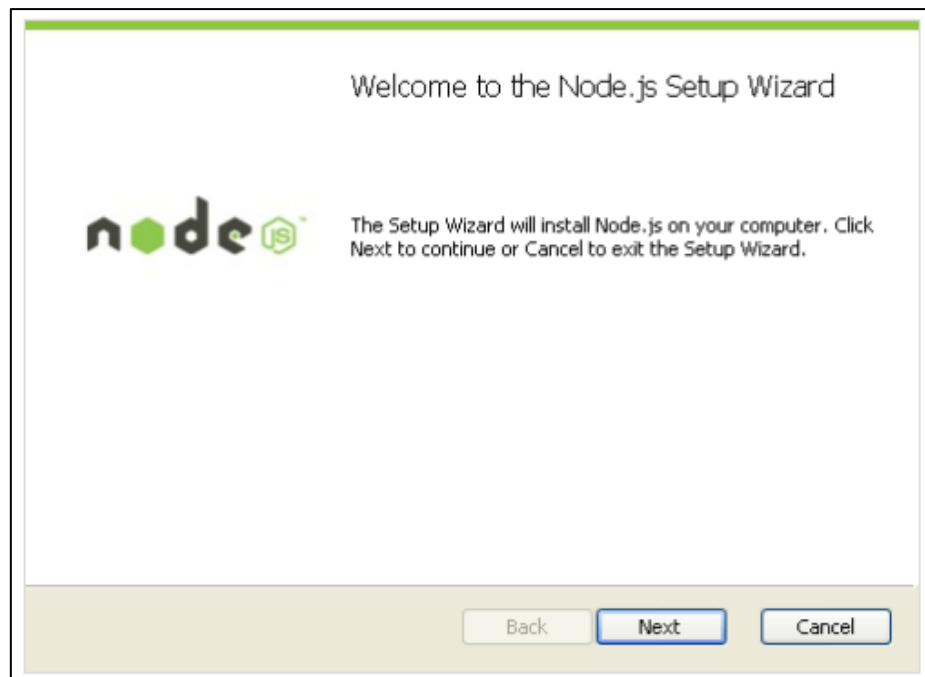 Welcome to the Node.js Setup Wizard
node JS™
The Setup Wizard will install Node.js on your computer. Click
Next to continue or Cancel to exit the Setup Wizard.
Back
Next
Cancel